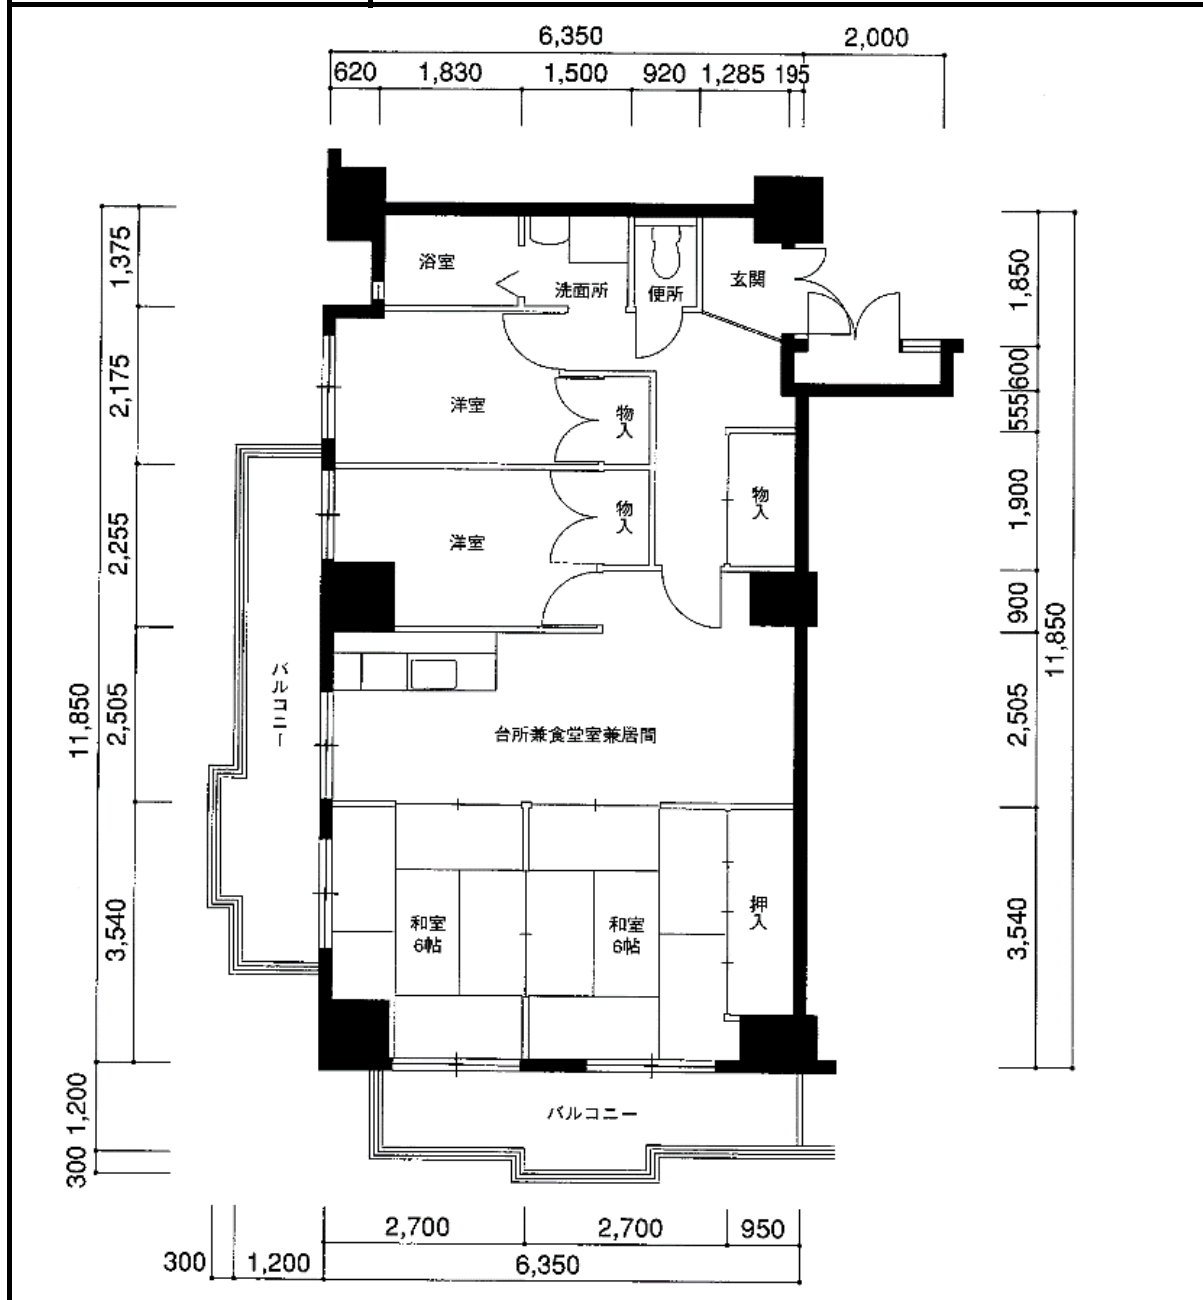 6,350
2,000
620
1,830
1,500
920
1,285
195
1,375
浴室
洗面所
便所
玄関
1,850
600
2,175
洋室
物入
555
2,255
洋室
物入
物入
1,900
900
バルコニー
11,850
2,505
台所兼食堂室兼居間
2,505
11,850
3,540
和室
6帖
和室
6帖
押入
3,540
1,200
300
バルコニー
2,700
2,700
950
300
1,200
6,350